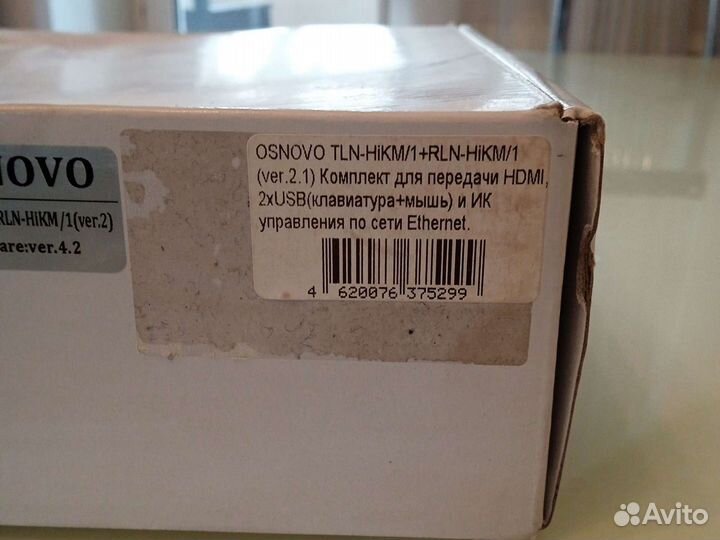 NOVO
RLN-HiKM/1(ver.2)
are:ver.4.2
OSNOVO TLN-HiKM/1+RLN-HiKM/1
(ver.2.1) Комплект для передачи HDMI,
2xUSB(клавиатура+мышь) и ИК
управления по сети Ethernet.
4 620076 375299
Avito